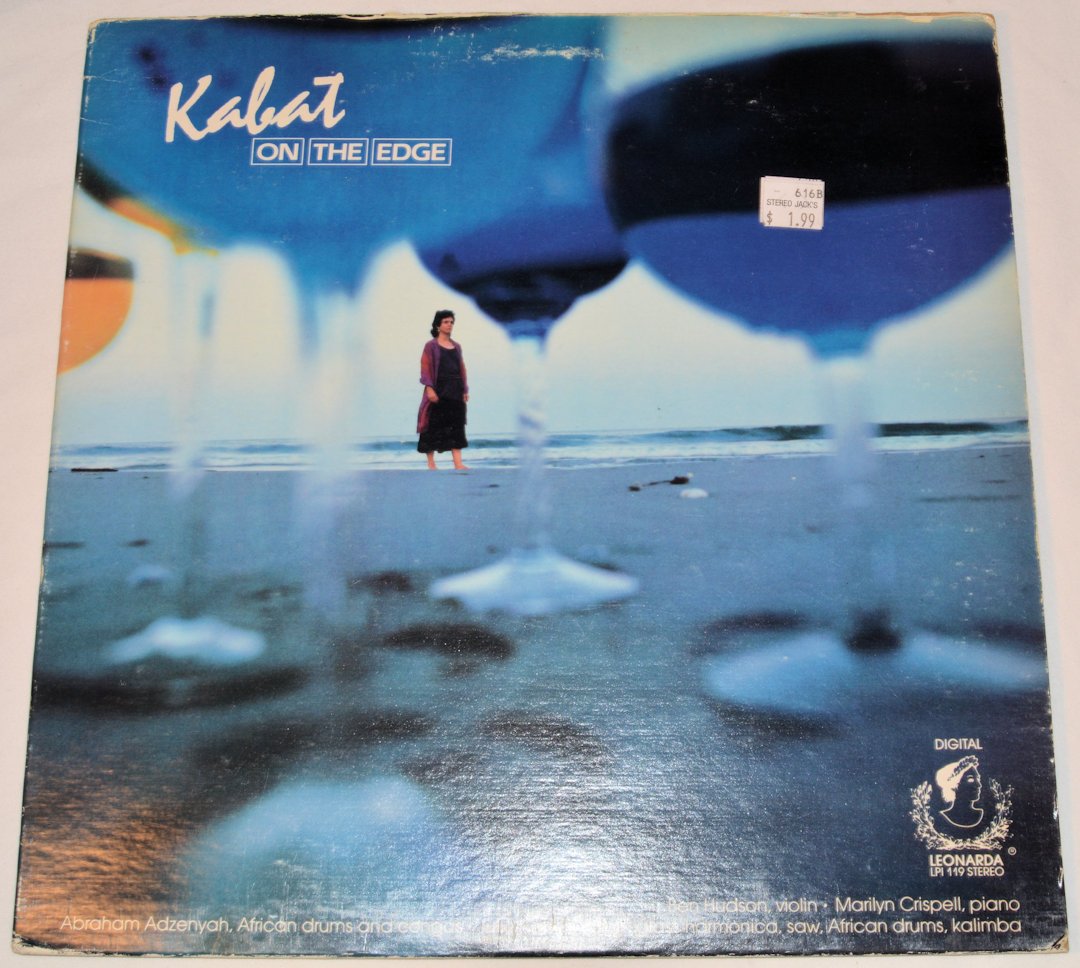 Kabat
ON THE EDGE
616B
STEREO JACK'S
$ 1.99
DIGITAL
LEONARDA ®
LPI 119 STEREO
Ben Hudson, violin • Marilyn Crispell, piano
Abraham Adzenyah, African drums and congas glass harmonica, saw, African drums, kalimba